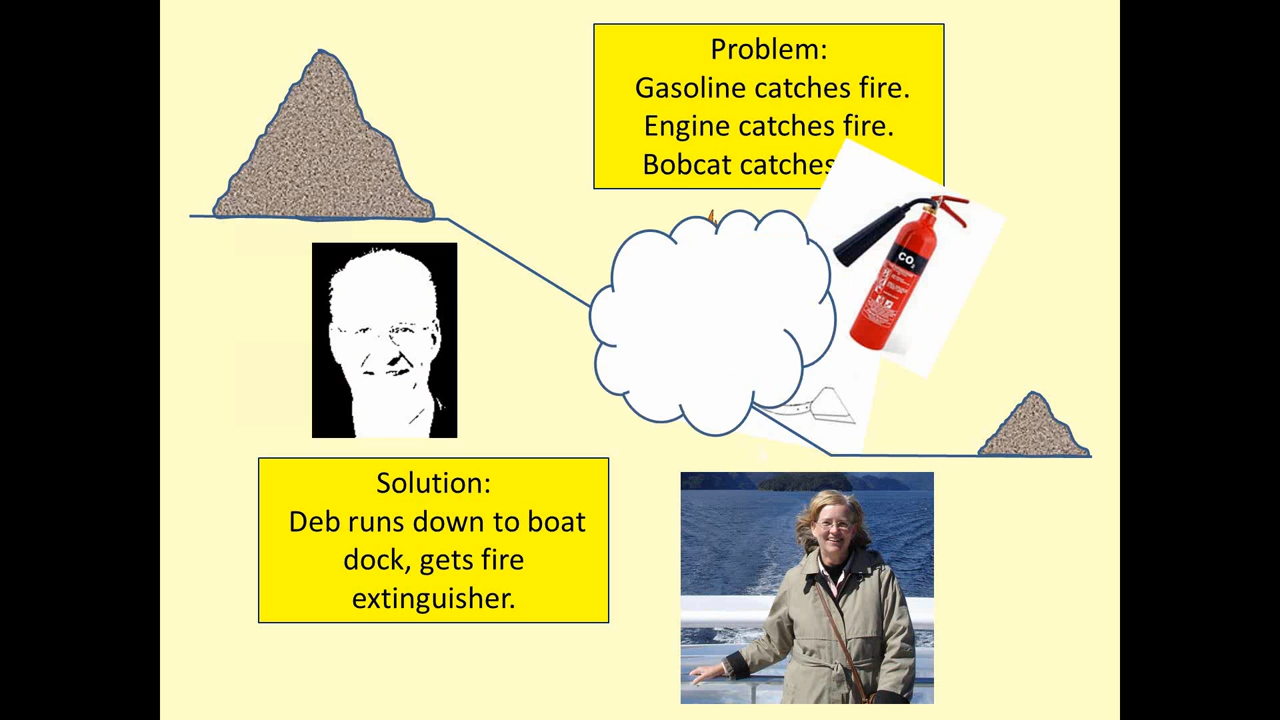 Problem:
Gasoline catches fire.
Engine catches fire.
Bobcat catches
CO2
Solution:
Deb runs down to boat
dock, gets fire
extinguisher.